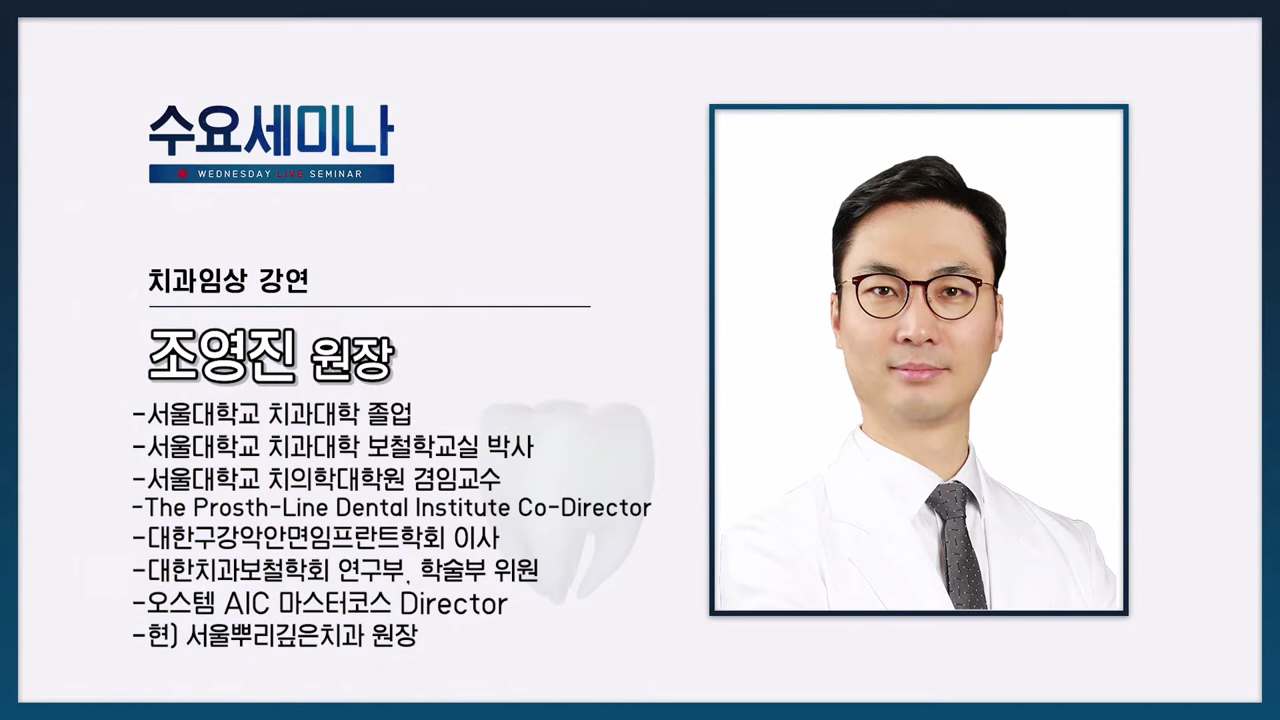 수요세미나
WEDNESDAY LIVE SEMINAR
치과임상 강연
조영진 원장
-서울대학교 치과대학 졸업
-서울대학교 치과대학 보철학교실 박사
-서울대학교 치의학대학원 겸임교수
-The Prosth-Line Dental Institute Co-Director
-대한구강악안면임프란트학회 이사
-대한치과보철학회 연구부, 학술부 위원
-오스템 AIC 마스터코스 Director
-현) 서울뿌리깊은치과 원장